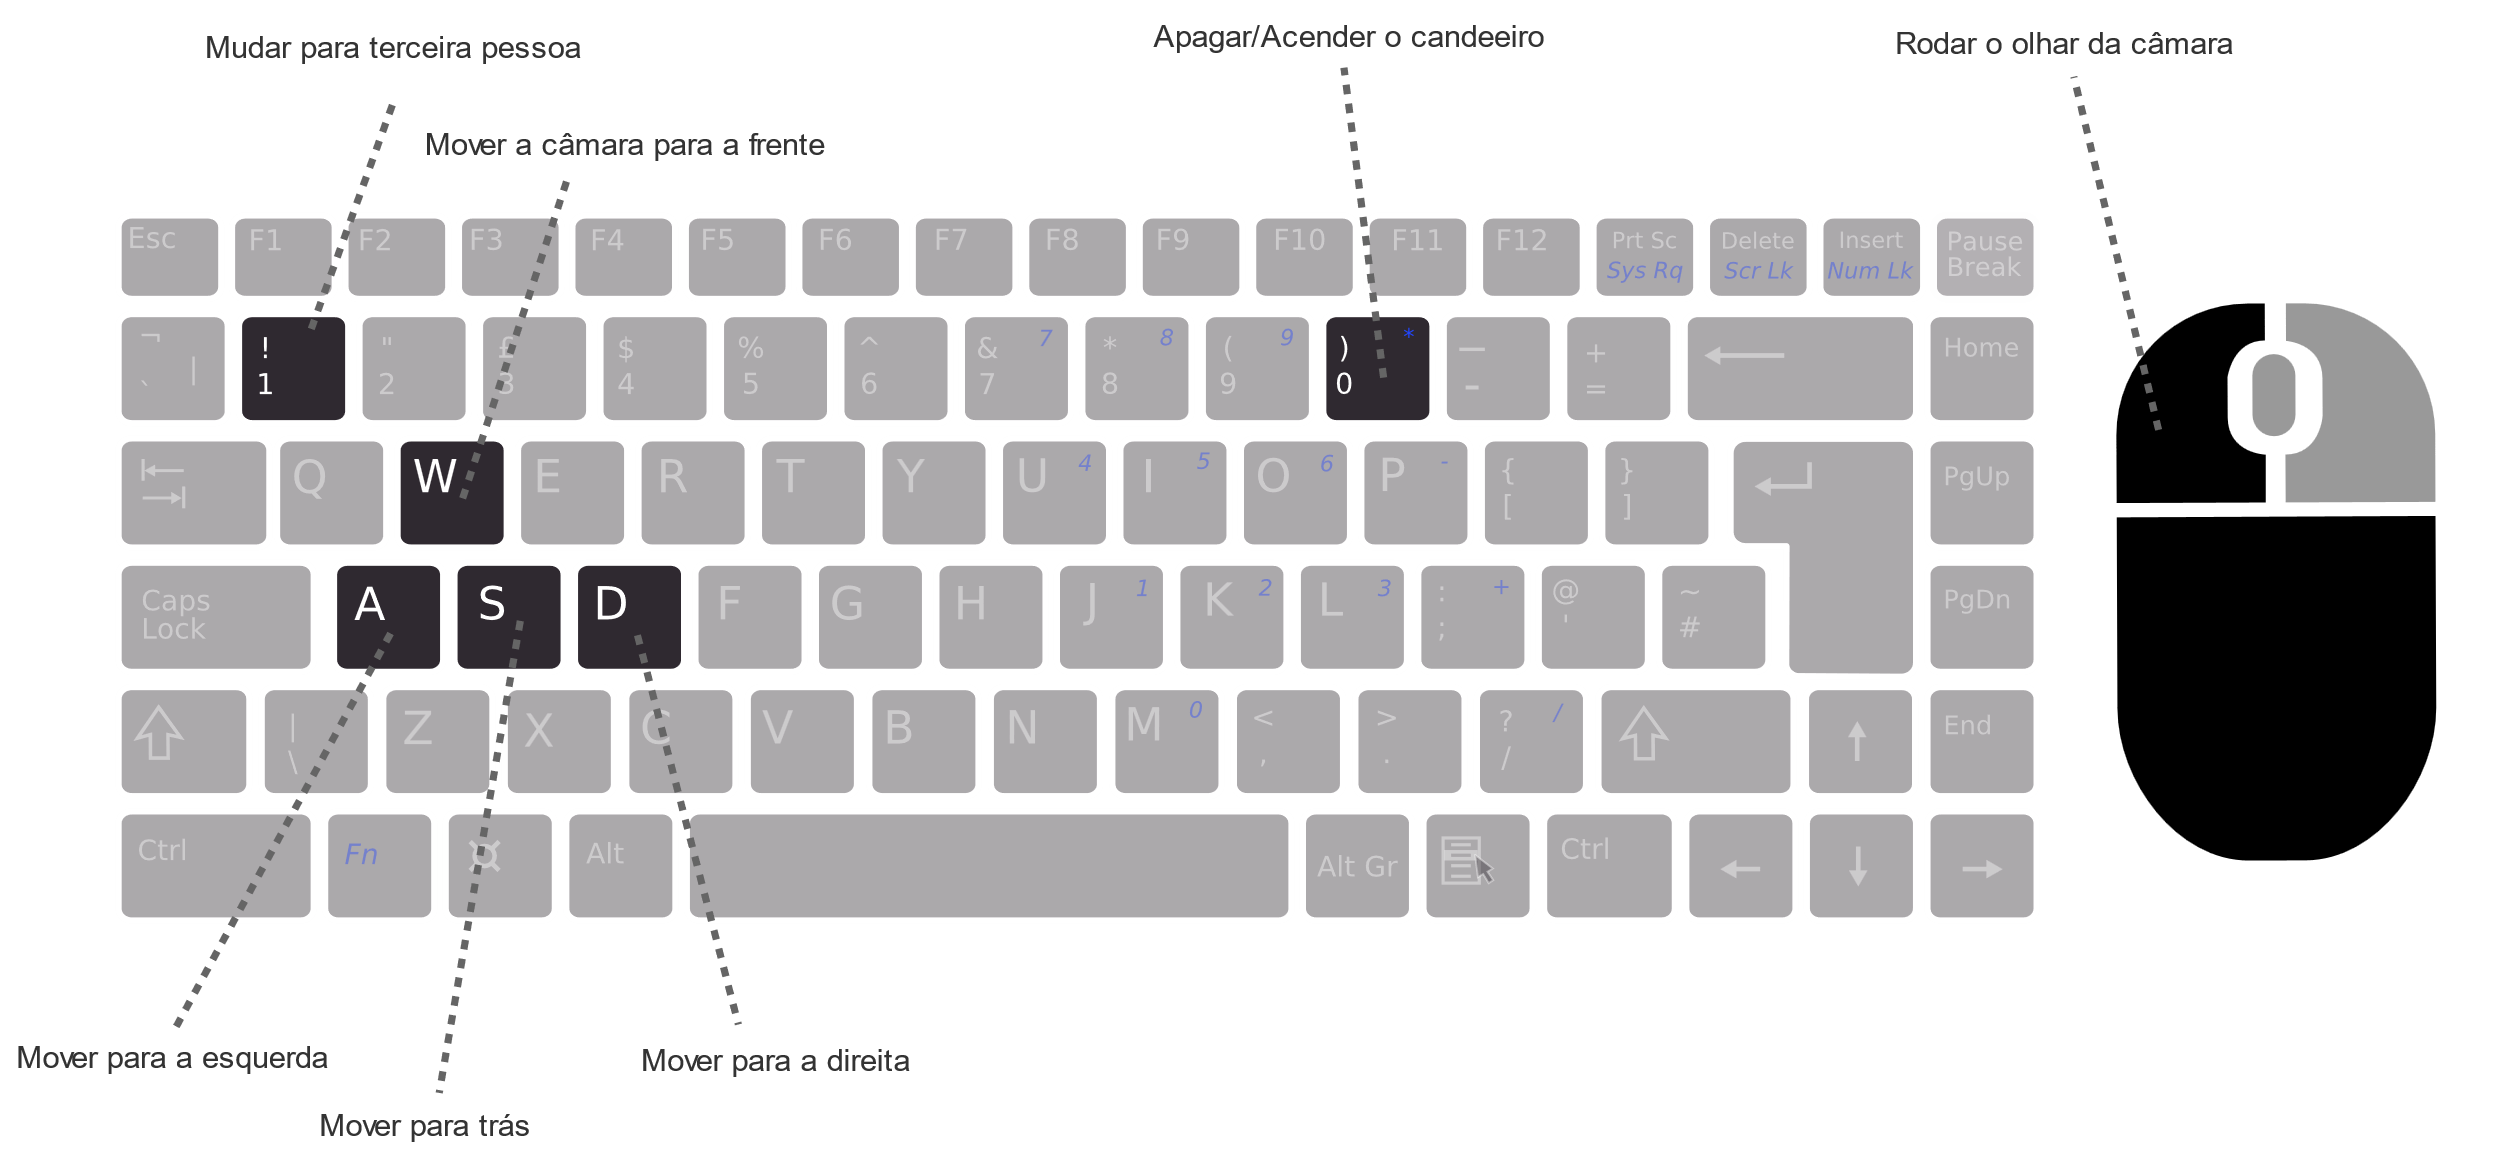 Mudar para terceira pessoa
Apagar/Acender o candeeiro
Rodar o olhar da câmara
Mover a câmara para a frente
Esc F1 F2 F3 F4 F5 F6 F7 F8 F9 F10 F11 F12 Prt Sc Delete Insert Pause
Sys Rq Scr Lk Num Lk Break
¬ | ! " £ $ % ^ & 7 * 8 ( 9 ) * — + Home
` 1 2 3 4 5 6 7 8 9 0 - =
Q W E R T Y U 4 I 5 O 6 P - { } PgUp
[ ]
Caps A S D F G H J 1 K 2 L 3 : + @ ~ PgDn
Lock ; ' #
| Z X C V B N M 0 < > ? / End
\ , . /
Ctrl Fn Alt Alt Gr Ctrl
Mover para a esquerda
Mover para a direita
Mover para trás